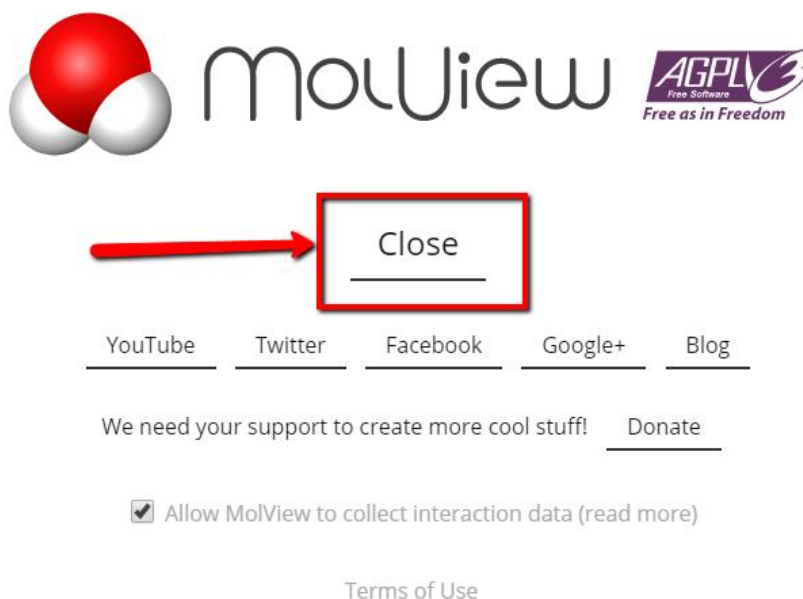 MolView
AGPL 3
Free Software
Free as in Freedom
Close
YouTube Twitter Facebook Google+ Blog
We need your support to create more cool stuff! Donate
Allow MolView to collect interaction data (read more)
Terms of Use